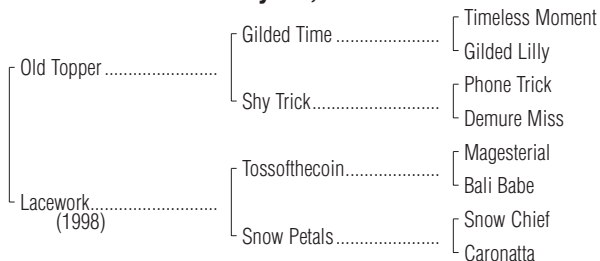 Timeless Moment
Gilded Time ........................
Gilded Lilly
Old Topper ..........................
Phone Trick
Shy Trick..............................
Demure Miss
Magesterial
Tossofthecoin......................
Bali Babe
Lacework..............................
(1998)
Snow Chief
Snow Petals........................
Caronatta